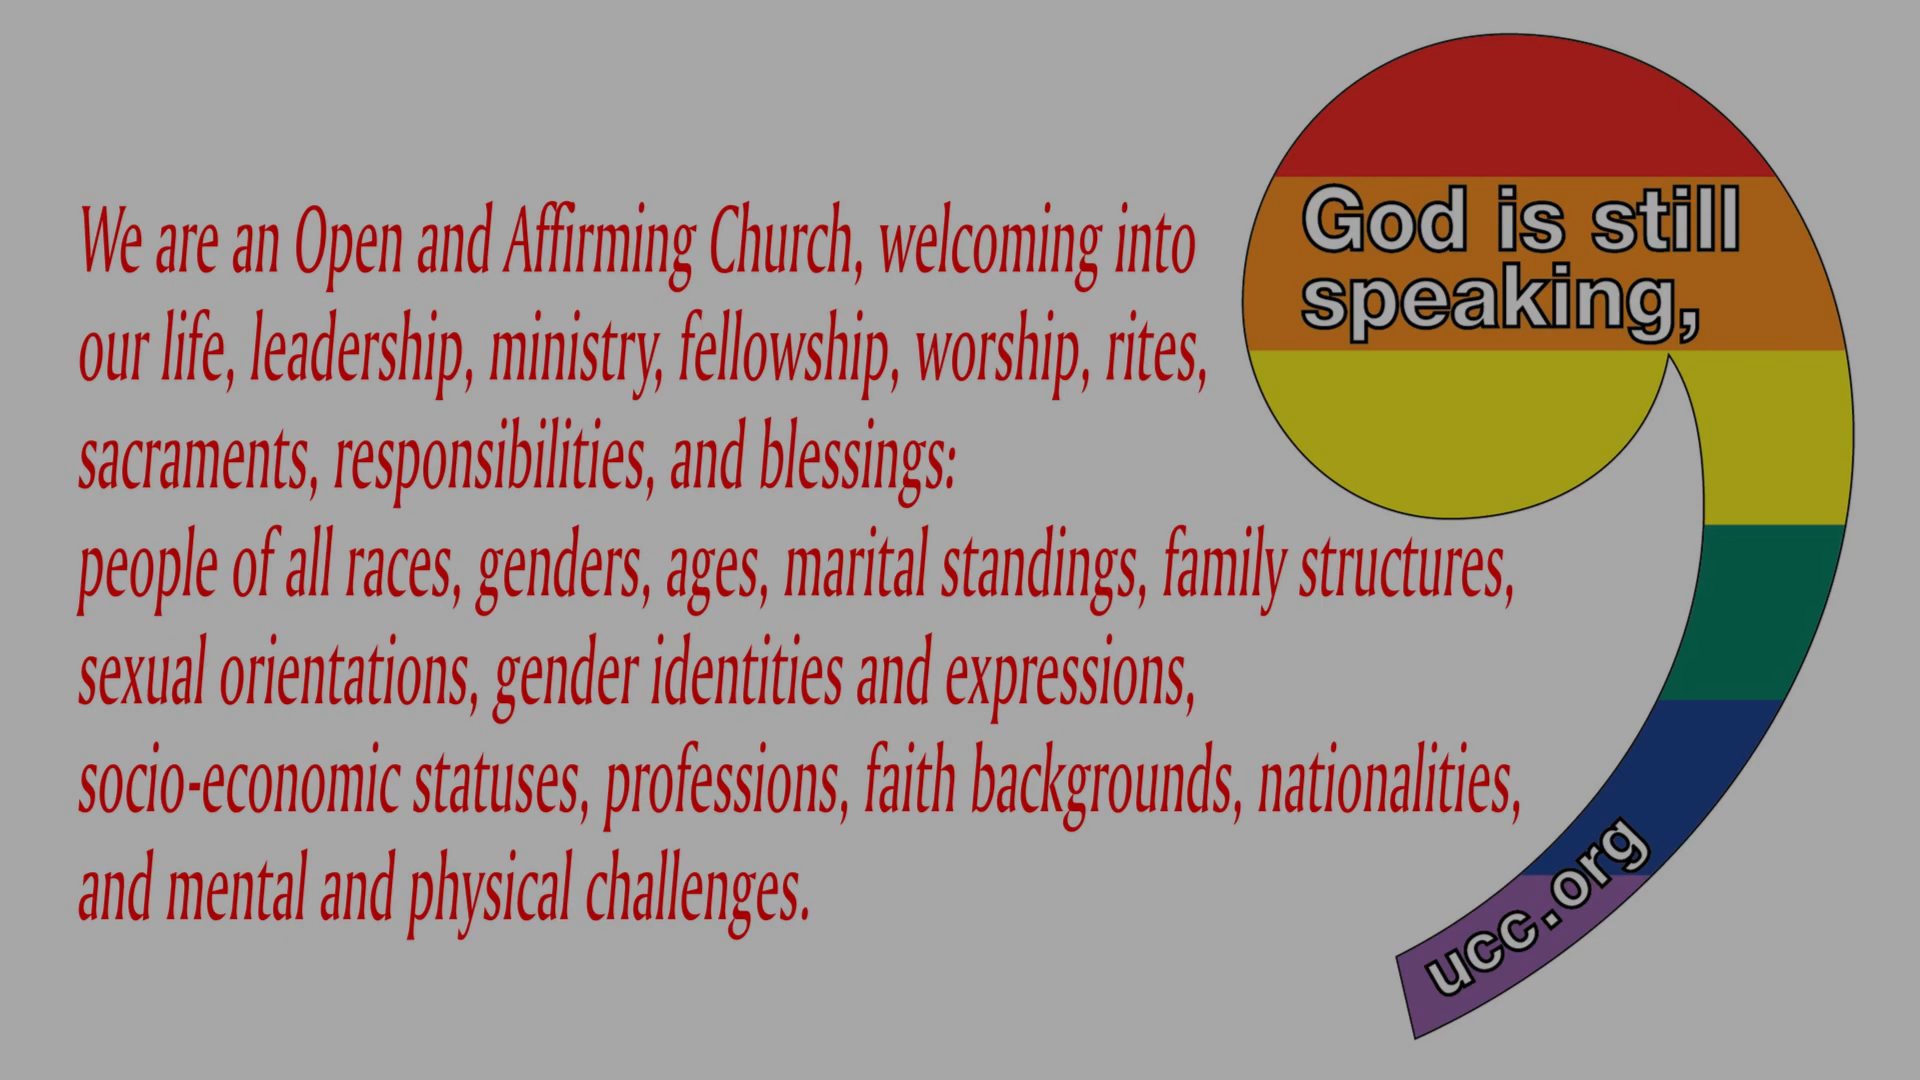 We are an Open and Affirming Church, welcoming into
our life, leadership, ministry, fellowship, worship, rites,
sacraments, responsibilities, and blessings:
people of all races, genders, ages, marital standings, family structures,
sexual orientations, gender identities and expressions,
socio-economic statuses, professions, faith backgrounds, nationalities,
and mental and physical challenges.
God is still
speaking,
ucc.org